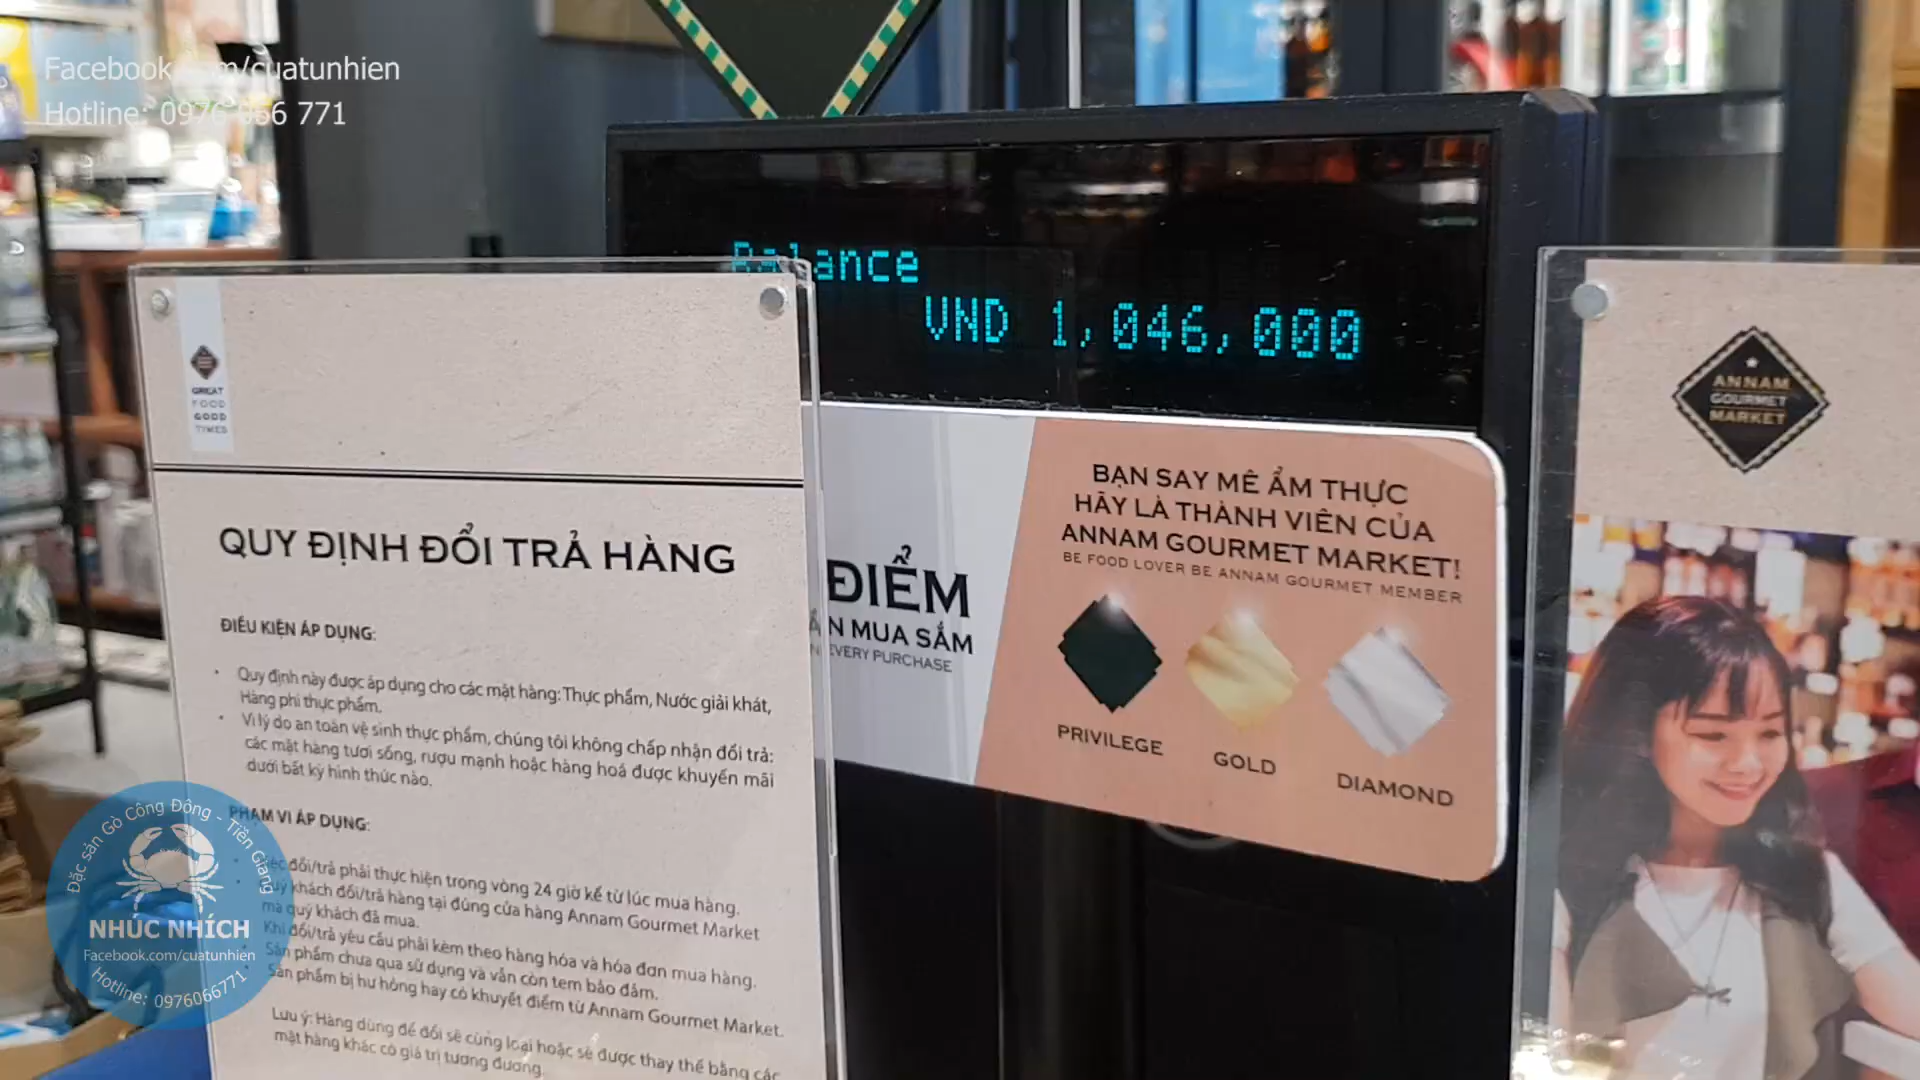 Hotline: 0976 066 771
Balance
VND 1,046,000
GREAT
FOOD
GOOD
TIMES
QUY ĐỊNH ĐỔI TRẢ HÀNG
ĐIỀU KIỆN ÁP DỤNG:
• Quy định này được áp dụng cho các mặt hàng: Thực phẩm, Nước giải khát,
Hàng phi thực phẩm.
• Vì lý do an toàn vệ sinh thực phẩm, chúng tôi không chấp nhận đổi trả:
các mặt hàng tươi sống, rượu mạnh hoặc hàng hoá được khuyến mãi
dưới bất kỳ hình thức nào.
PHẠM VI ÁP DỤNG:
đổi/trả phải thực hiện trong vòng 24 giờ kể từ lúc mua hàng.
khách đổi/trả hàng tại đúng cửa hàng Annam Gourmet Market
mà quý khách đã mua.
Khi đổi/trả yêu cầu phải kèm theo hàng hóa và hóa đơn mua hàng.
Sản phẩm chưa qua sử dụng và vẫn còn tem bảo đảm.
Sản phẩm bị hư hỏng hay có khuyết điểm từ Annam Gourmet Market.
Lưu ý: Hàng dùng để đổi sẽ cùng loại hoặc sẽ được thay thế bằng các
mặt hàng khác có giá trị tương đương.
ĐIỂM
MUA SẮM
EVERY PURCHASE
BẠN SAY MÊ ẨM THỰC
HÃY LÀ THÀNH VIÊN CỦA
ANNAM GOURMET MARKET!
BE FOOD LOVER BE ANNAM GOURMET MEMBER
PRIVILEGE
GOLD
DIAMOND
ANNAM
GOURMET
MARKET
Đặc sản Gò Công Đông - Tiền Giang
NHÚC NHÍCH
Facebook.com/cuatunhien
Hotline: 0976066771